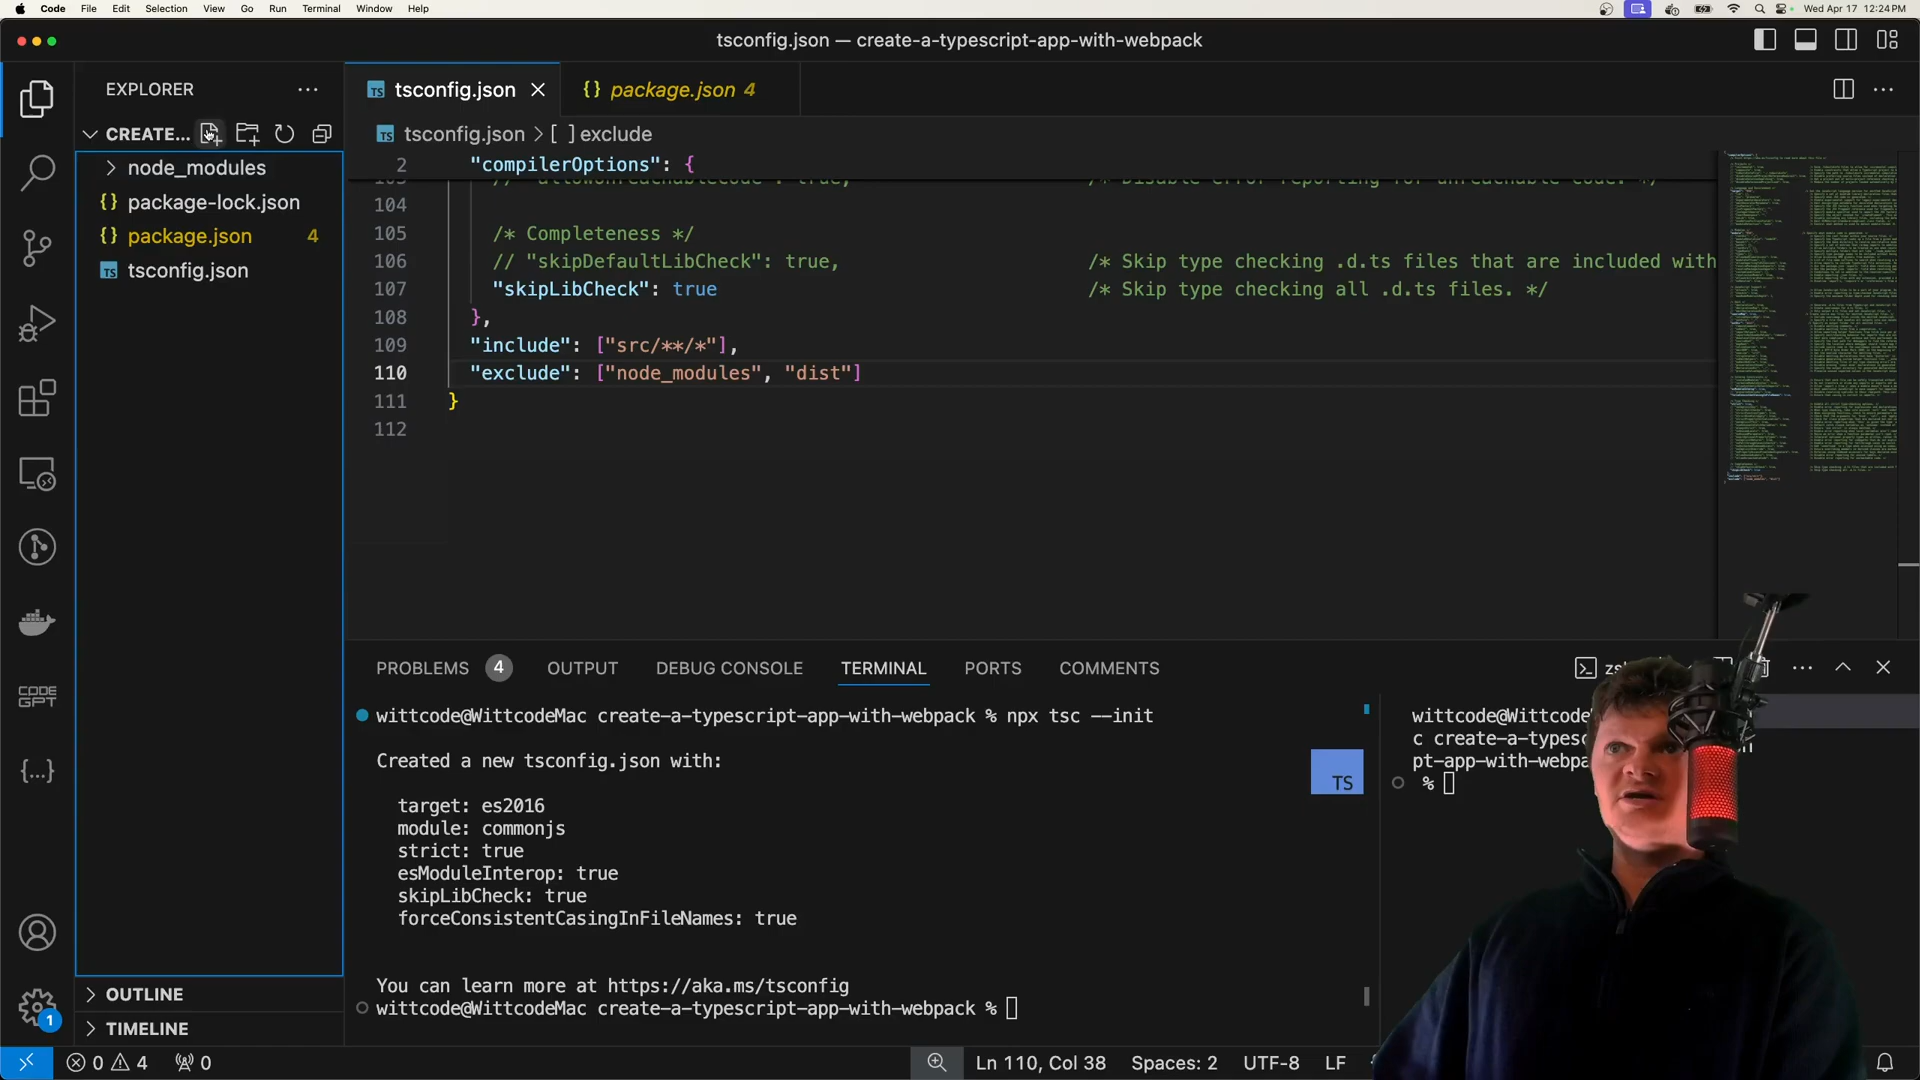 Code File Edit Selection View Go Run Terminal Window Help
Wed Apr 17 12:24 PM
tsconfig.json — create-a-typescript-app-with-webpack
EXPLORER
CREATE...
node_modules
package-lock.json
package.json 4
tsconfig.json
OUTLINE
TIMELINE
CODE
GPT
1
TS tsconfig.json
package.json 4
TS tsconfig.json > [ ] exclude
2 "compilerOptions": {
104
105 /* Completeness */
106 // "skipDefaultLibCheck": true, /* Skip type checking .d.ts files that are included with
107 "skipLibCheck": true /* Skip type checking all .d.ts files. */
108 },
109 "include": ["src/**/*"],
110 "exclude": ["node_modules", "dist"]
111 }
112
PROBLEMS 4 OUTPUT DEBUG CONSOLE TERMINAL PORTS COMMENTS
wittcode@WittcodeMac create-a-typescript-app-with-webpack % npx tsc --init
Created a new tsconfig.json with:
TS
target: es2016
module: commonjs
strict: true
esModuleInterop: true
skipLibCheck: true
forceConsistentCasingInFileNames: true
You can learn more at https://aka.ms/tsconfig
wittcode@WittcodeMac create-a-typescript-app-with-webpack %
wittcode@Wittcode
c create-a-typesc
pt-app-with-webpa
%
0 4 0
Ln 110, Col 38 Spaces: 2 UTF-8 LF